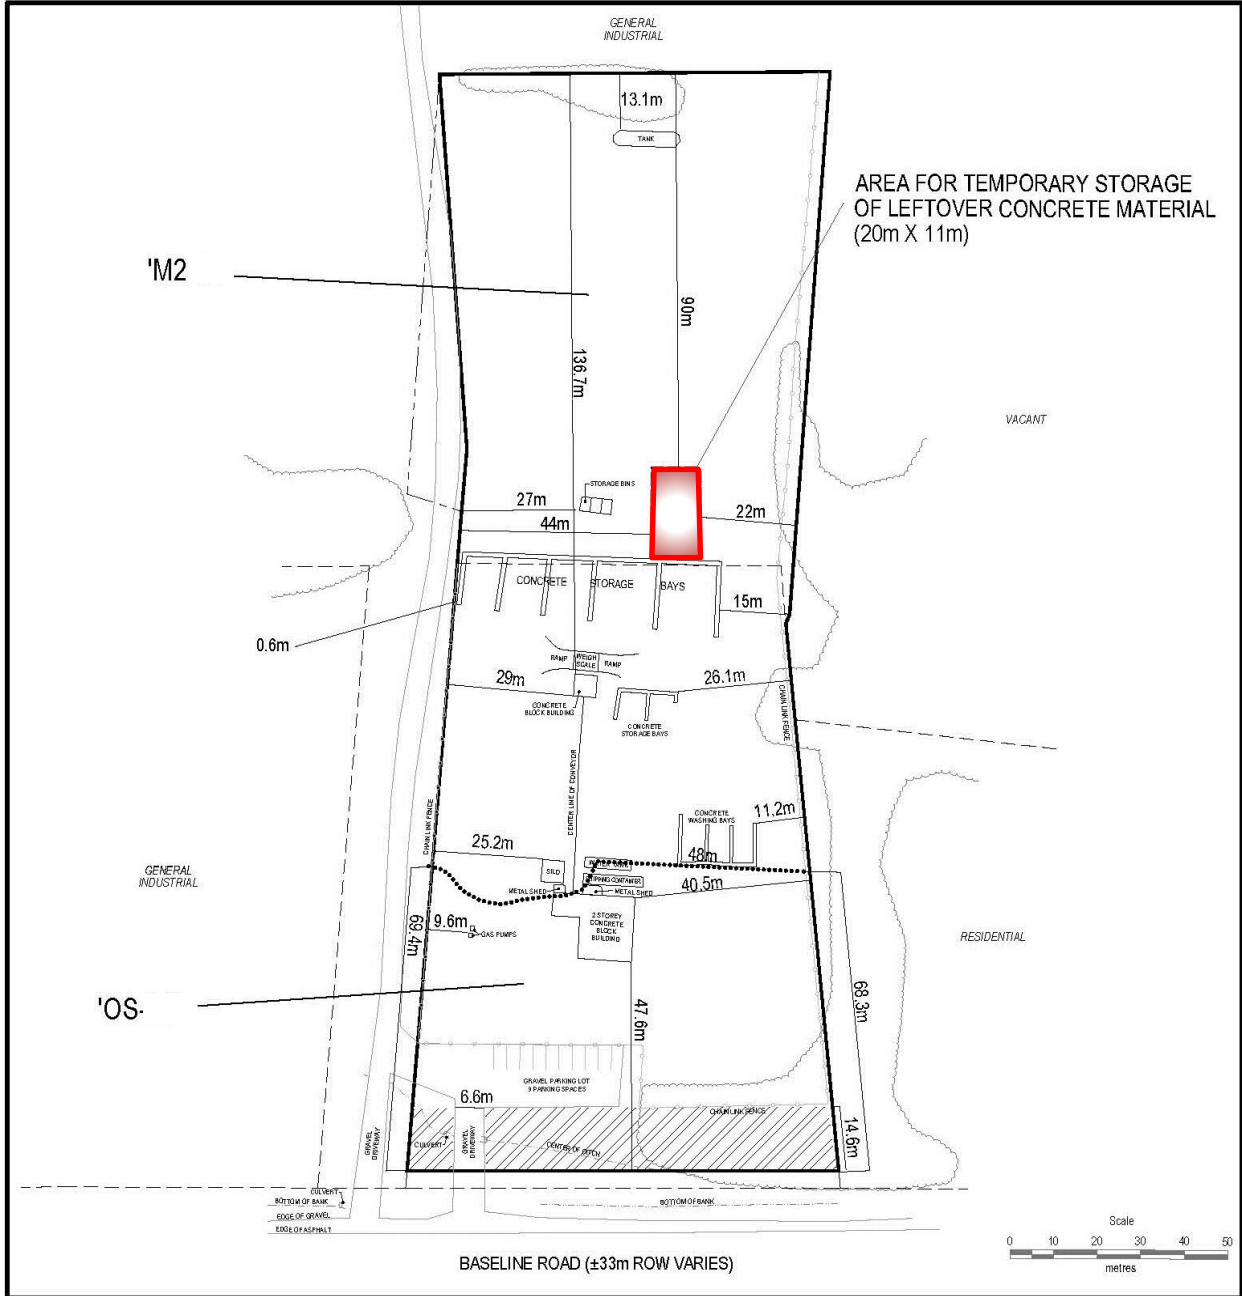 GENERAL
INDUSTRIAL
13.1m
TANK
AREA FOR TEMPORARY STORAGE
OF LEFTOVER CONCRETE MATERIAL
(20m X 11m)
'M2
90m
136.7m
VACANT
STORAGE BINS
27m
44m
22m
CONCRETE STORAGE BAYS
15m
0.6m
RAMP
WEIGH
SCALE
RAMP
29m
26.1m
CONCRETE
BLOCK BUILDING
CONCRETE
STORAGE BAYS
CHAIN LINK FENCE
CENTER LINE OF CONVEYOR
CONCRETE
WASHING BAYS
11.2m
CHAIN LINK FENCE
25.2m
48m
SILO
GENERAL
INDUSTRIAL
METAL SHED
METAL SHED
40.5m
69.4m
9.6m
GAS PUMPS
2 STOREY
CONCRETE
BLOCK
BUILDING
RESIDENTIAL
'OS-
47.6m
68.3m
GRAVEL PARKING LOT
9 PARKING SPACES
6.6m
CHAIN LINK FENCE
14.6m
GRAVEL
DRIVEWAY
CULVERT
GRAVEL
DRIVEWAY
CENTER OF DITCH
CULVERT
BOTTOM OF BANK
BOTTOM OF BANK
EDGE OF GRAVEL
EDGE OF ASPHALT
BASELINE ROAD (±33m ROW VARIES)
Scale
0 10 20 30 40 50
metres